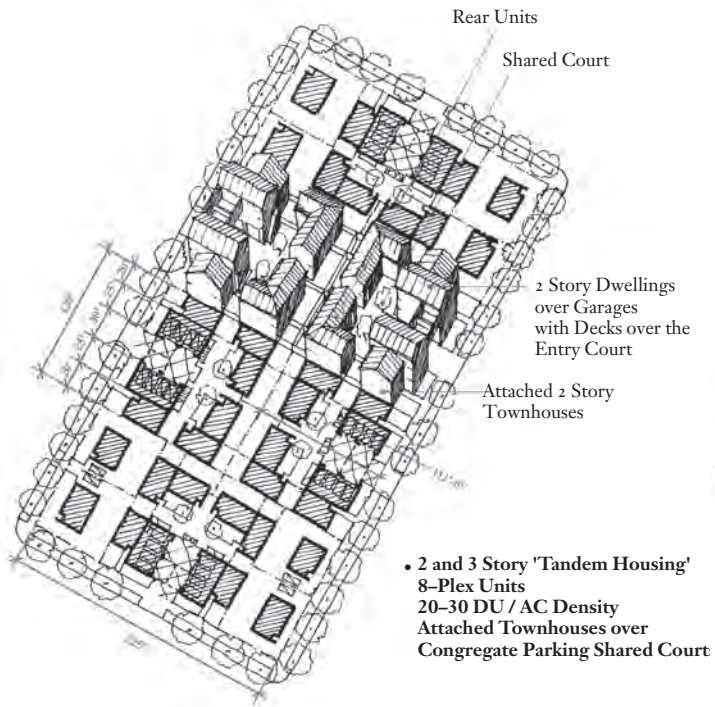 Rear Units
Shared Court
2 Story Dwellings
over Garages
with Decks over the
Entry Court
Attached 2 Story
Townhouses
• 2 and 3 Story 'Tandem Housing'
8–Plex Units
20–30 DU / AC Density
Attached Townhouses over
Congregate Parking Shared Court